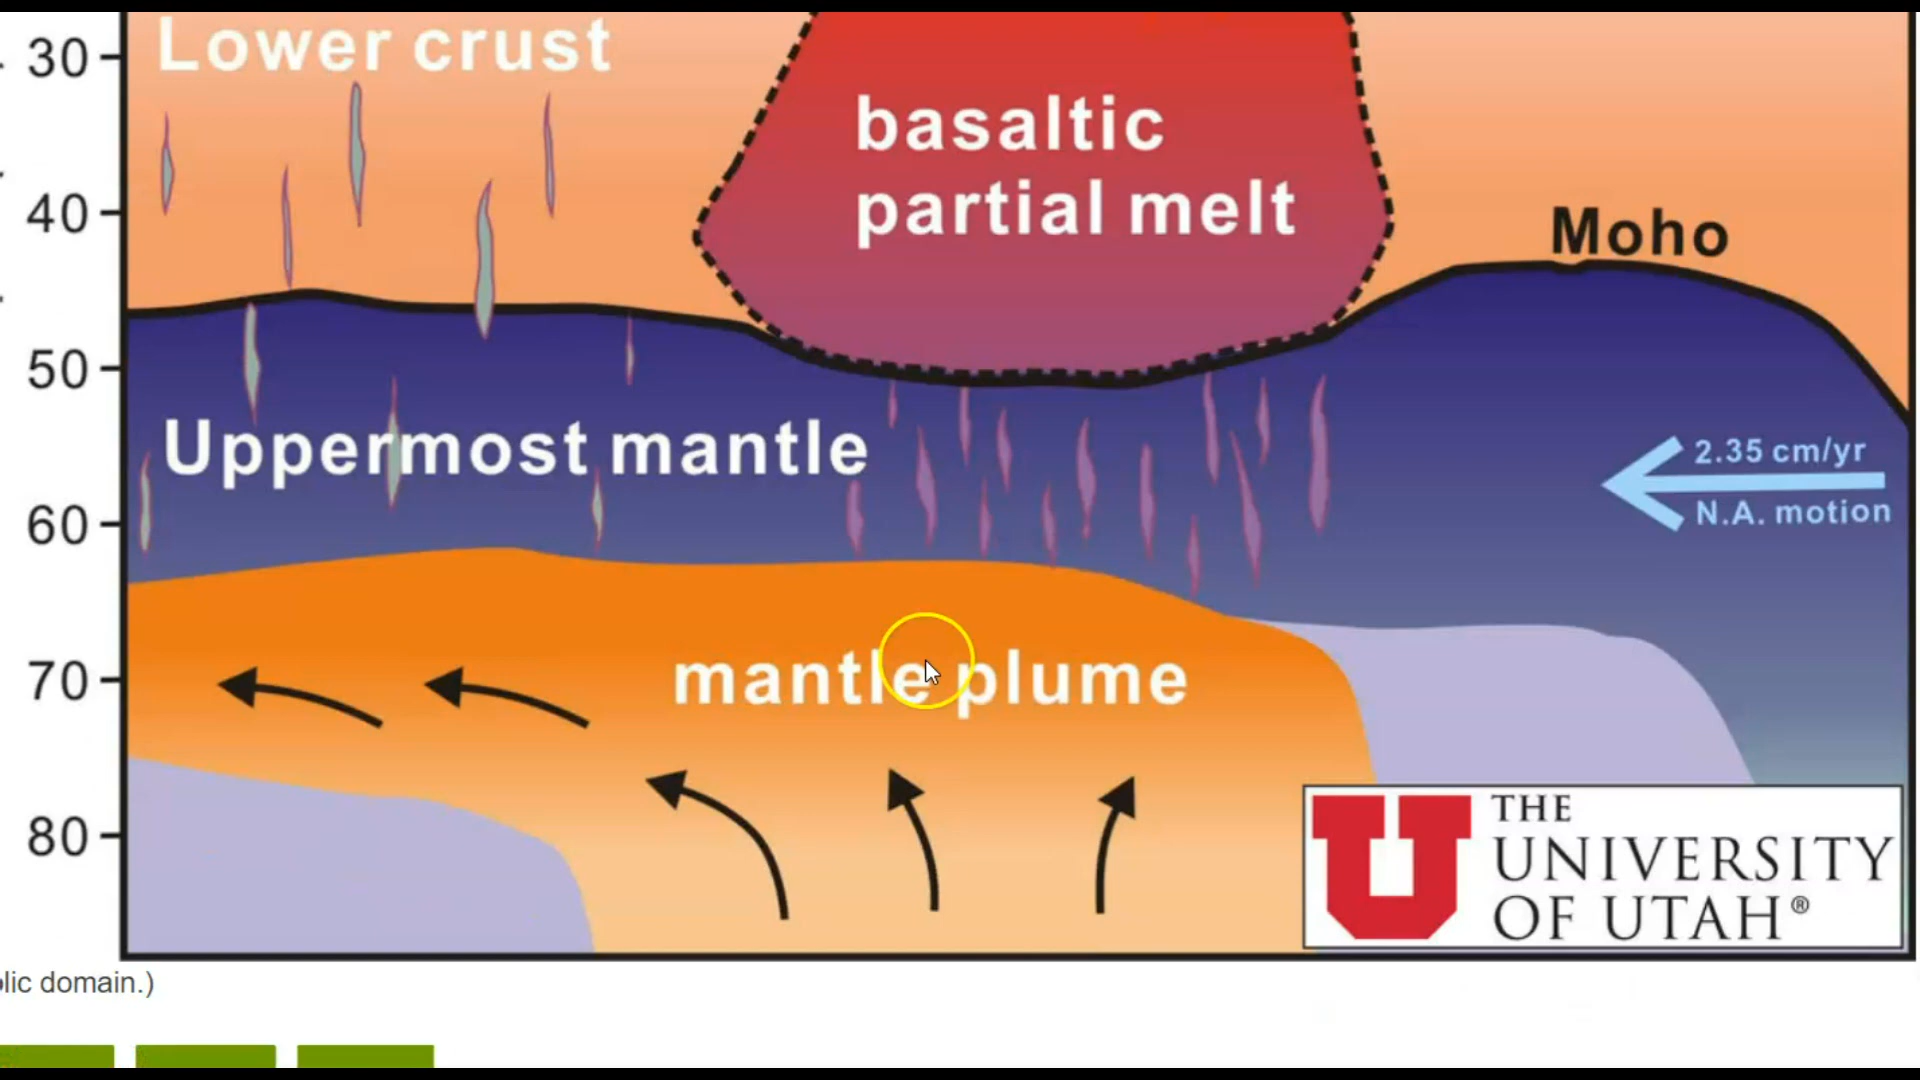 30
Lower crust
basaltic
partial melt
40
Moho
50
Uppermost mantle
2.35 cm/yr
N.A. motion
60
70
mantle plume
80
THE
UNIVERSITY
OF UTAH®
domain.)